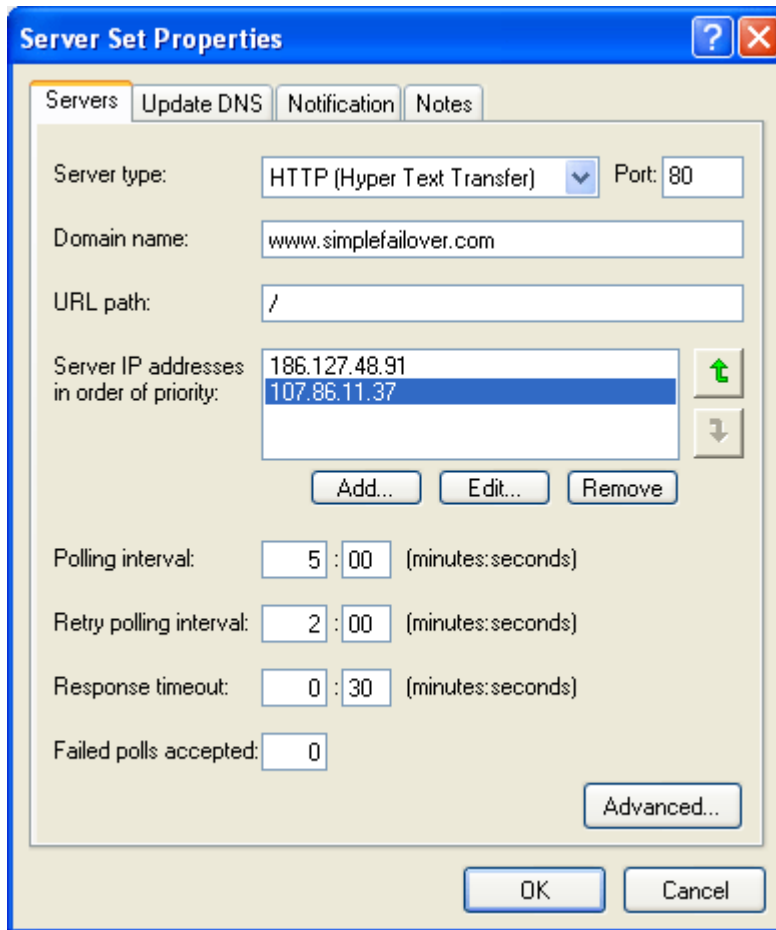 Server Set Properties
Servers Update DNS Notification Notes
Server type: HTTP (Hyper Text Transfer) Port: 80
Domain name: www.simplefailover.com
URL path: /
Server IP addresses
in order of priority:
186.127.48.91
107.86.11.37
Add... Edit... Remove
Polling interval: 5 : 00 (minutes:seconds)
Retry polling interval: 2 : 00 (minutes:seconds)
Response timeout: 0 : 30 (minutes:seconds)
Failed polls accepted: 0
Advanced...
OK Cancel